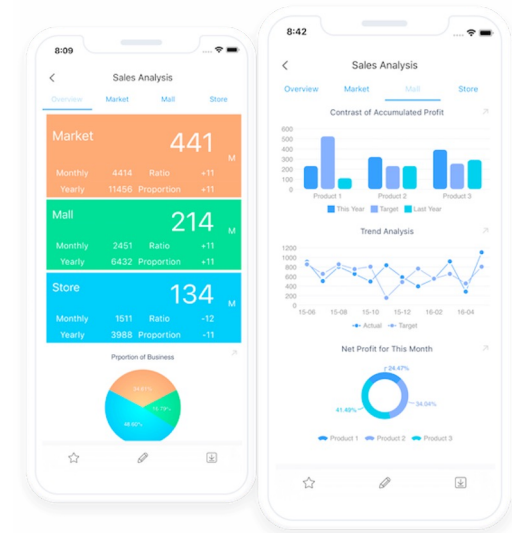 8:09
Sales Analysis
Overview Market Mall Store
Market 441 M
Monthly 4414 Ratio +11
Yearly 11456 Proportion +11
Mall 214 M
Monthly 2451 Ratio +11
Yearly 6432 Proportion +11
Store 134 M
Monthly 1511 Ratio -12
Yearly 3988 Proportion -11
Prportion of Business
8:42
Sales Analysis
Overview Market Mall Store
Contrast of Accumulated Profit
600
500
400
300
200
100
0
Product 1 Product 2 Product 3
This Year Target Last Year
Trend Analysis
1200
1000
800
600
400
200
0
15-06 15-08 15-10 15-12 16-02 16-04
Actual Target
Net Profit for This Month
24.47%
34.04%
41.49%
Product 1 Product 2 Product 3